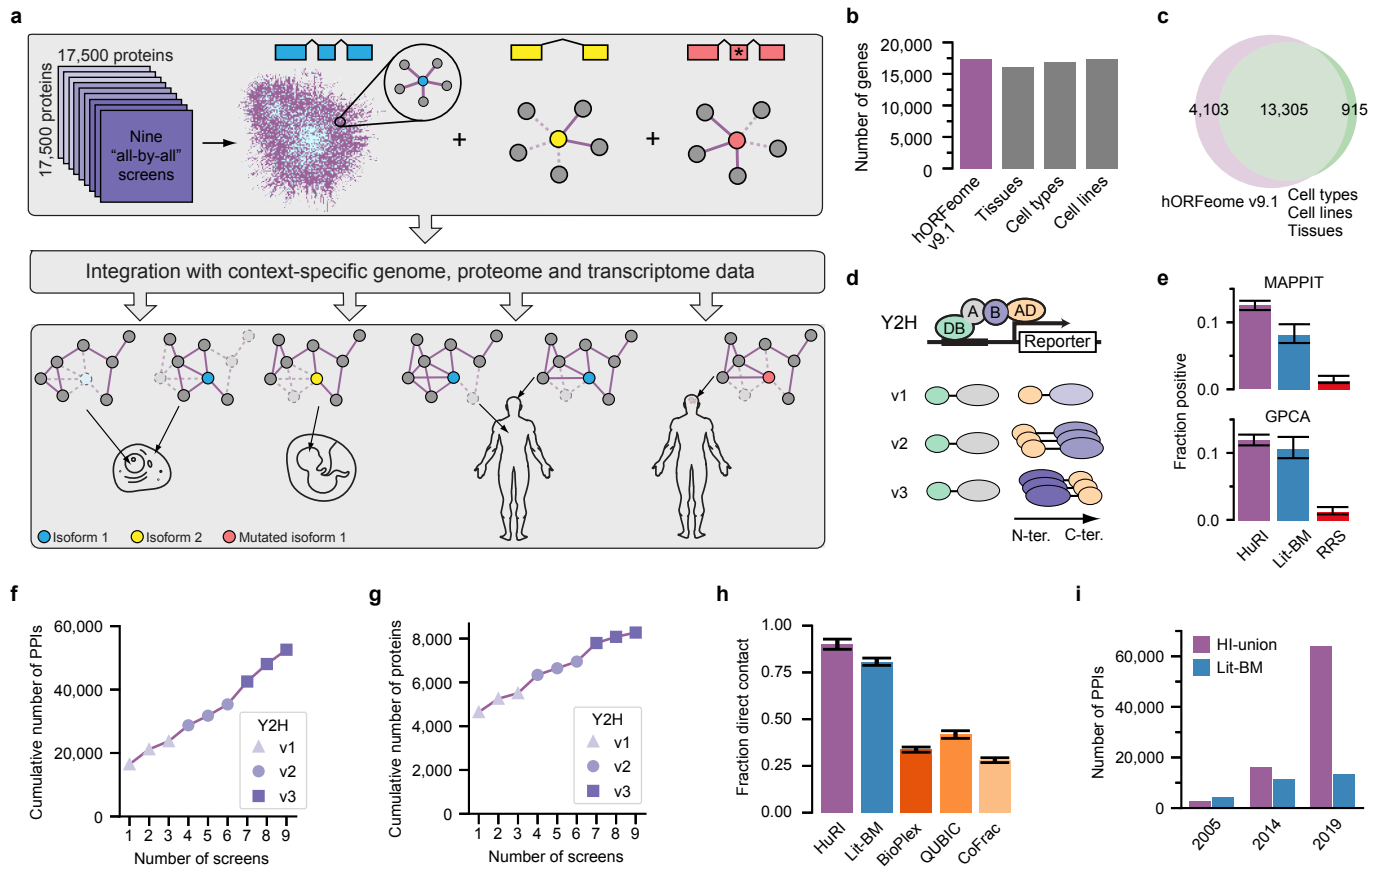 a
17,500 proteins
17,500 proteins
Nine
“all-by-all”
screens
*
+
+
Integration with context-specific genome, proteome and transcriptome data
Isoform 1
Isoform 2
Mutated isoform 1
b
Number of genes
20,000
15,000
10,000
5,000
0
hORFeome
v9.1
Tissues
Cell types
Cell lines
c
4,103
13,305
915
hORFeome v9.1
Cell types
Cell lines
Tissues
d
Y2H
DB
A
B
AD
Reporter
v1
v2
v3
N-ter.
C-ter.
e
MAPPIT
Fraction positive
0.1
0.0
GPCA
0.1
0.0
HuRI
Lit-BM
RRS
f
Cumulative number of PPIs
60,000
40,000
20,000
0
Y2H
v1
v2
v3
1 2 3 4 5 6 7 8 9
Number of screens
g
Cumulative number of proteins
8,000
6,000
4,000
2,000
0
Y2H
v1
v2
v3
1 2 3 4 5 6 7 8 9
Number of screens
h
Fraction direct contact
1.00
0.75
0.50
0.25
0.00
HuRI
Lit-BM
BioPlex
QUBIC
CoFrac
i
Number of PPIs
60,000
40,000
20,000
0
HI-union
Lit-BM
2005
2014
2019